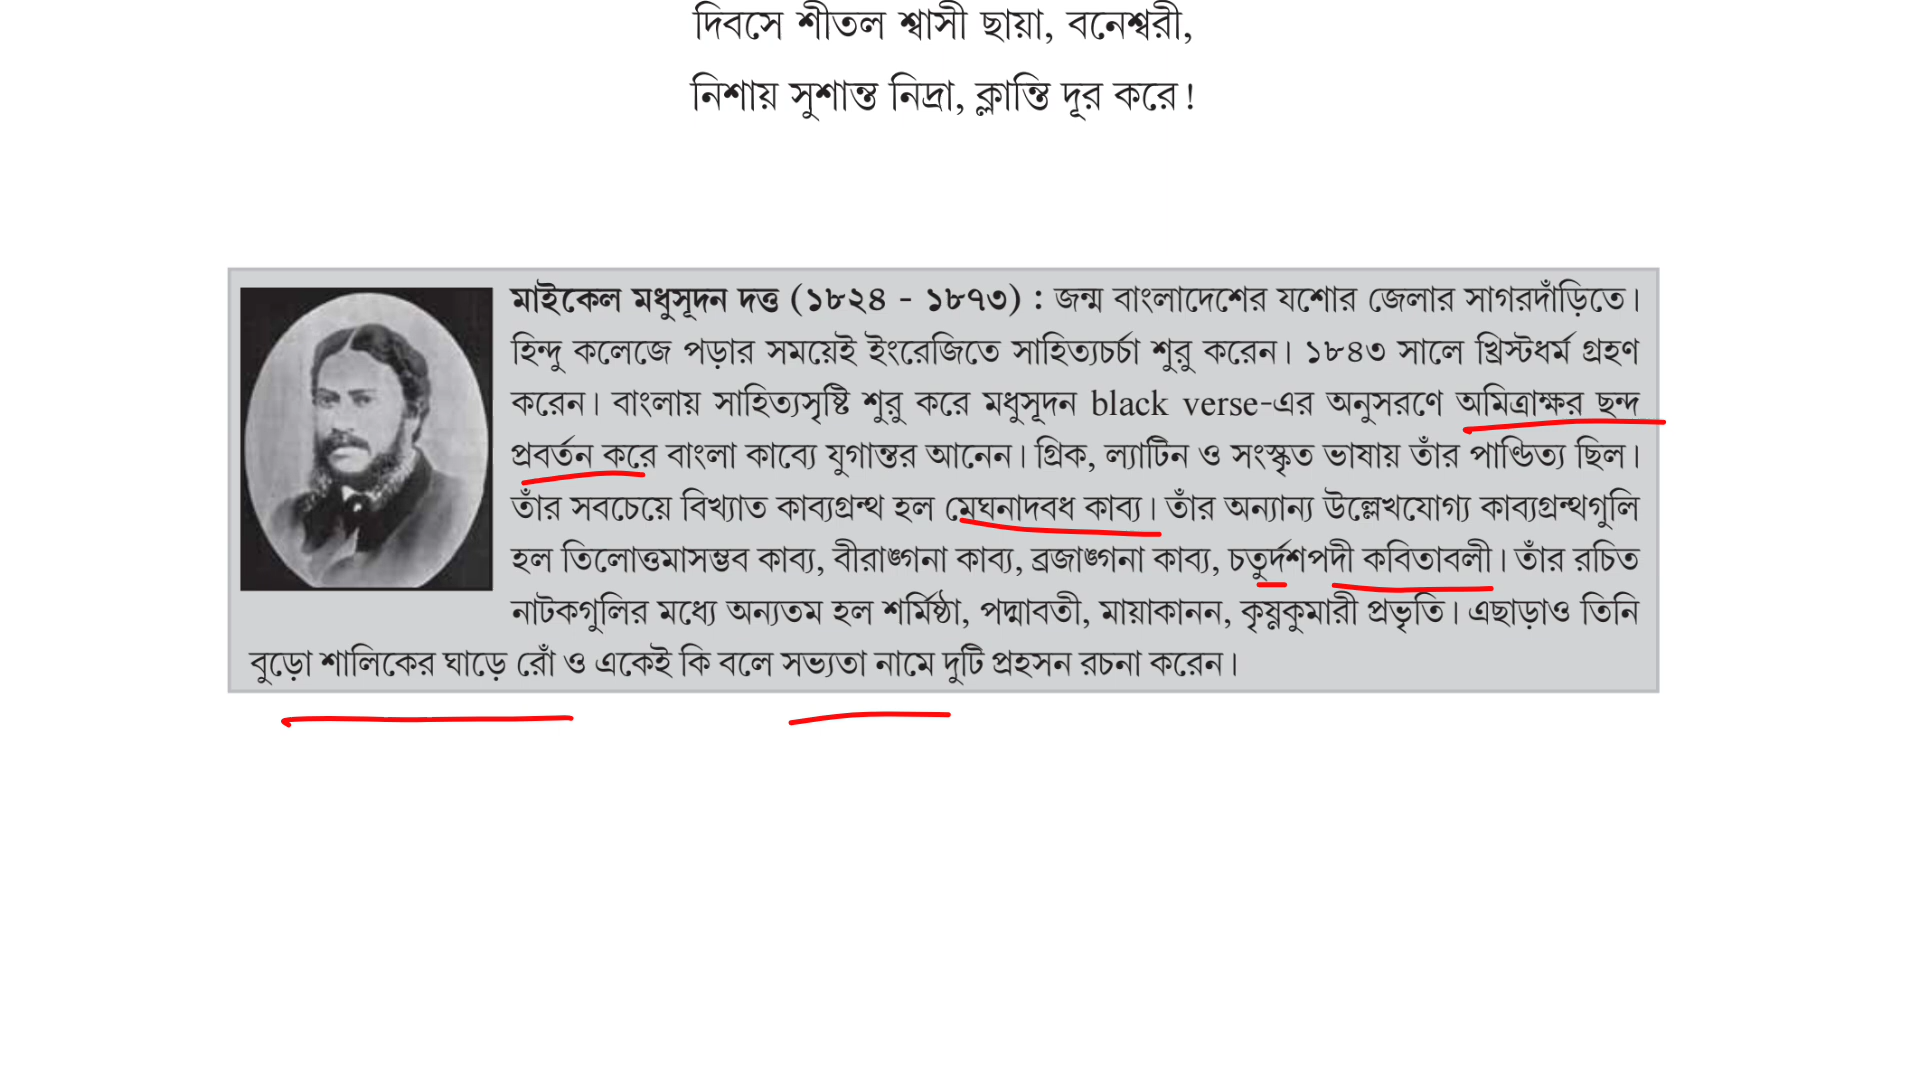 দিবসে শীতল শ্বাসী ছায়া, বনেশ্বরী,
নিশায় সুশান্ত নিদ্রা, ক্লান্তি দূর করে!
মাইকেল মধুসূদন দত্ত (১৮২৪ - ১৮৭৩) : জন্ম বাংলাদেশের যশোর জেলার সাগরদাঁড়িতে।
হিন্দু কলেজে পড়ার সময়েই ইংরেজিতে সাহিত্যচর্চা শুরু করেন। ১৮৪৩ সালে খ্রিস্টধর্ম গ্রহণ
করেন। বাংলায় সাহিত্যসৃষ্টি শুরু করে মধুসূদন black verse-এর অনুসরণে অমিত্রাক্ষর ছন্দ
প্রবর্তন করে বাংলা কাব্যে যুগান্তর আনেন। গ্রিক, ল্যাটিন ও সংস্কৃত ভাষায় তাঁর পাণ্ডিত্য ছিল।
তাঁর সবচেয়ে বিখ্যাত কাব্যগ্রন্থ হল মেঘনাদবধ কাব্য। তাঁর অন্যান্য উল্লেখযোগ্য কাব্যগ্রন্থগুলি
হল তিলোত্তমাসম্ভব কাব্য, বীরাঙ্গনা কাব্য, ব্রজাঙ্গনা কাব্য, চতুর্দশপদী কবিতাবলী। তাঁর রচিত
নাটকগুলির মধ্যে অন্যতম হল শর্মিষ্ঠা, পদ্মাবতী, মায়াকানন, কৃষ্ণকুমারী প্রভৃতি। এছাড়াও তিনি
বুড়ো শালিকের ঘাড়ে রোঁ ও একেই কি বলে সভ্যতা নামে দুটি প্রহসন রচনা করেন।